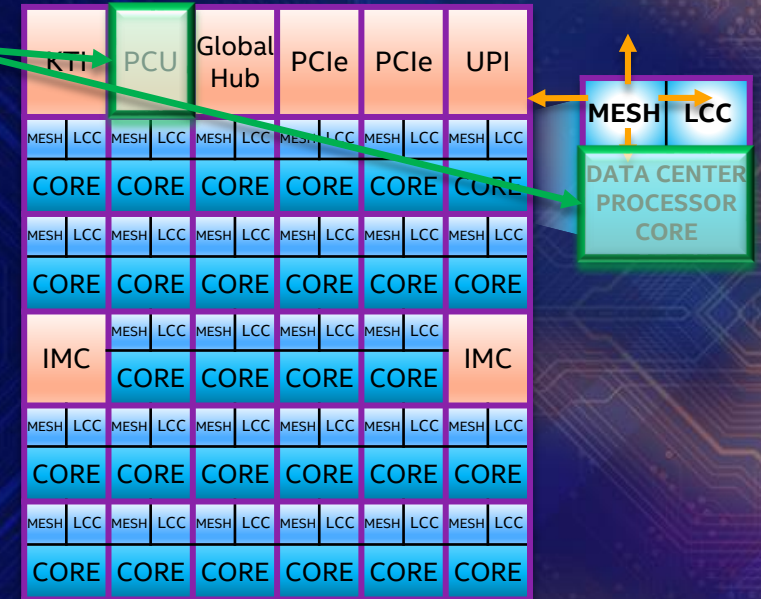 KTI PCU Global Hub PCIe PCIe UPI
MESH LCC MESH LCC MESH LCC MESH LCC MESH LCC MESH LCC
CORE CORE CORE CORE CORE CORE
MESH LCC MESH LCC MESH LCC MESH LCC MESH LCC MESH LCC
CORE CORE CORE CORE CORE CORE
MESH LCC MESH LCC MESH LCC MESH LCC
IMC CORE CORE CORE CORE IMC
MESH LCC MESH LCC MESH LCC MESH LCC MESH LCC MESH LCC
CORE CORE CORE CORE CORE CORE
MESH LCC MESH LCC MESH LCC MESH LCC MESH LCC MESH LCC
CORE CORE CORE CORE CORE CORE
MESH LCC
DATA CENTER
PROCESSOR
CORE